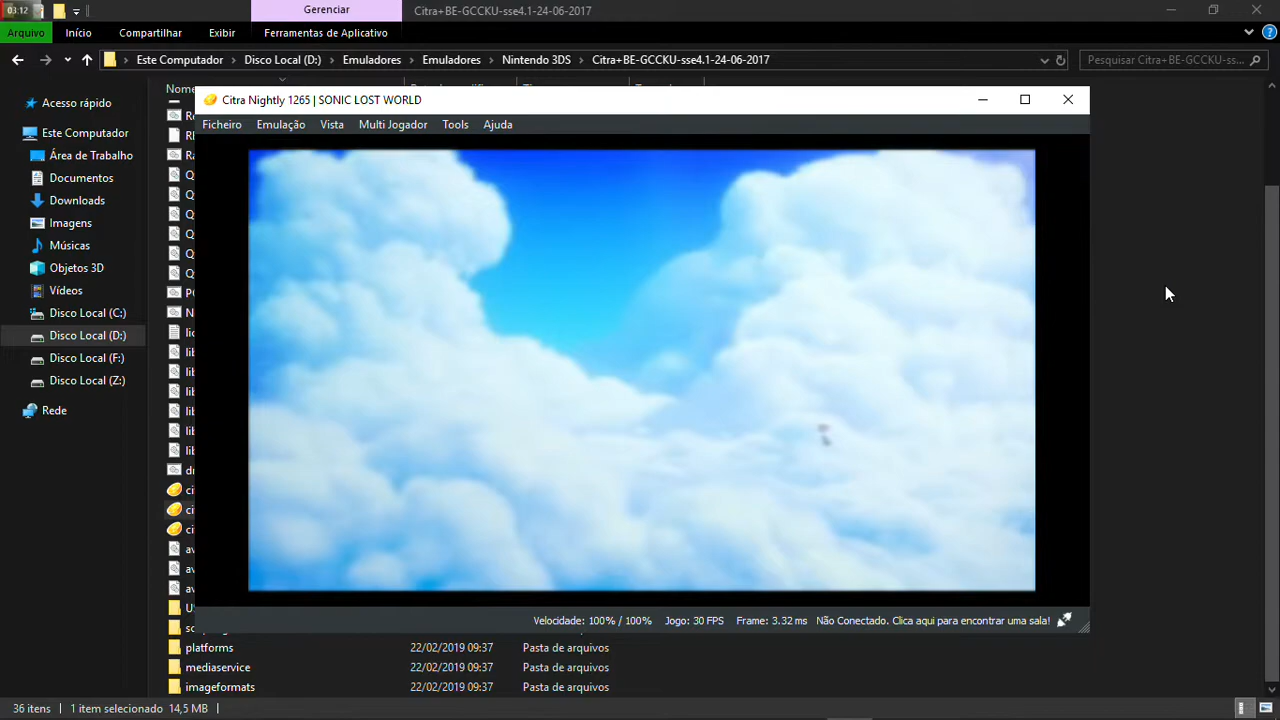 03:12
Gerenciar
Citra+BE-GCCKU-sse4.1-24-06-2017
Arquivo
Início
Compartilhar
Exibir
Ferramentas de Aplicativo
Este Computador
Disco Local (D:)
Emuladores
Emuladores
Nintendo 3DS
Citra+BE-GCCKU-sse4.1-24-06-2017
Pesquisar Citra+BE-GCCKU-ss...
Nome
Acesso rápido
Este Computador
Área de Trabalho
Documentos
Downloads
Imagens
Músicas
Objetos 3D
Vídeos
Disco Local (C:)
Disco Local (D:)
Disco Local (F:)
Disco Local (Z:)
Rede
Citra Nightly 1265 | SONIC LOST WORLD
Ficheiro
Emulação
Vista
Multi Jogador
Tools
Ajuda
Velocidade: 100% / 100%
Jogo: 30 FPS
Frame: 3.32 ms
Não Conectado. Clica aqui para encontrar uma sala!
platforms 22/02/2019 09:37 Pasta de arquivos
mediaservice 22/02/2019 09:37 Pasta de arquivos
imageformats 22/02/2019 09:37 Pasta de arquivos
36 itens
1 item selecionado 14,5 MB